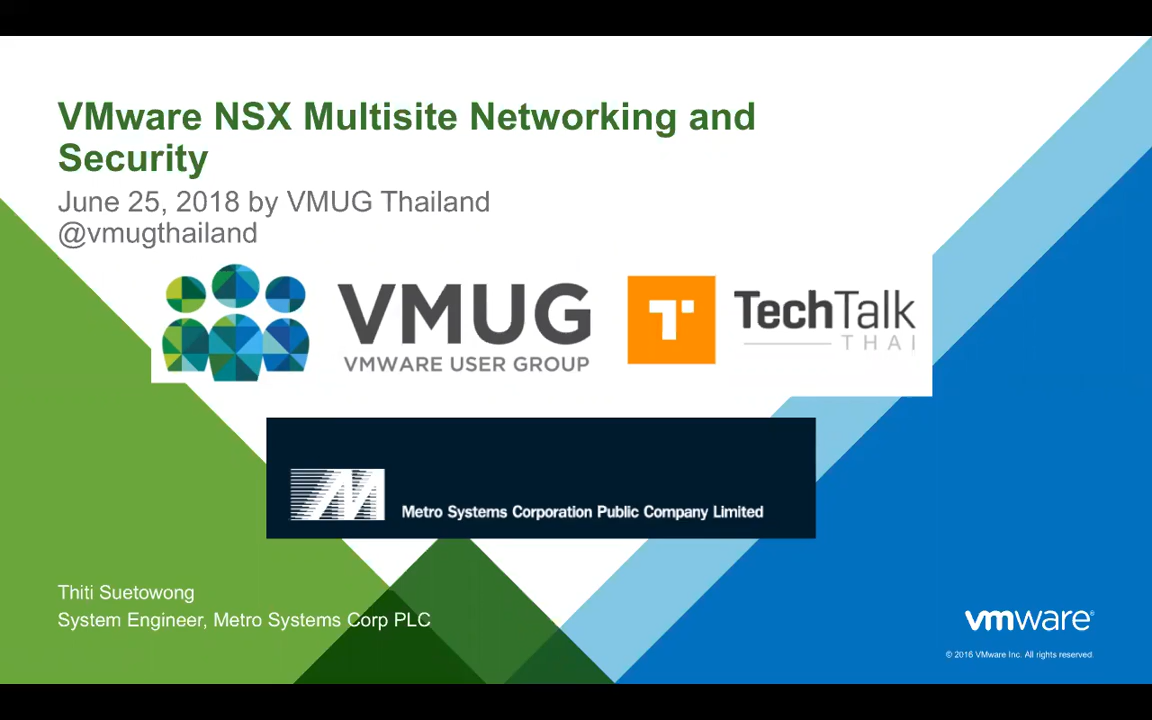 VMware NSX Multisite Networking and
Security
June 25, 2018 by VMUG Thailand
@vmugthailand
VMUG
VMWARE USER GROUP
T
TechTalk
THAI
M
Metro Systems Corporation Public Company Limited
Thiti Suetowong
System Engineer, Metro Systems Corp PLC
vmware®
© 2016 VMware Inc. All rights reserved.